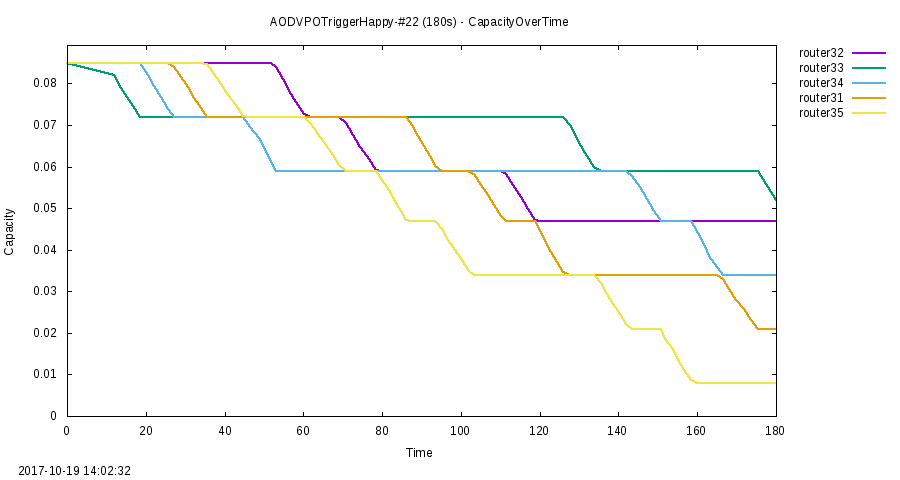 AODVPOTriggerHappy-#22 (180s) - CapacityOverTime
router32
router33
router34
router31
router35
0.08
0.07
0.06
0.05
0.04
0.03
0.02
0.01
0
Capacity
0 20 40 60 80 100 120 140 160 180
Time
2017-10-19 14:02:32